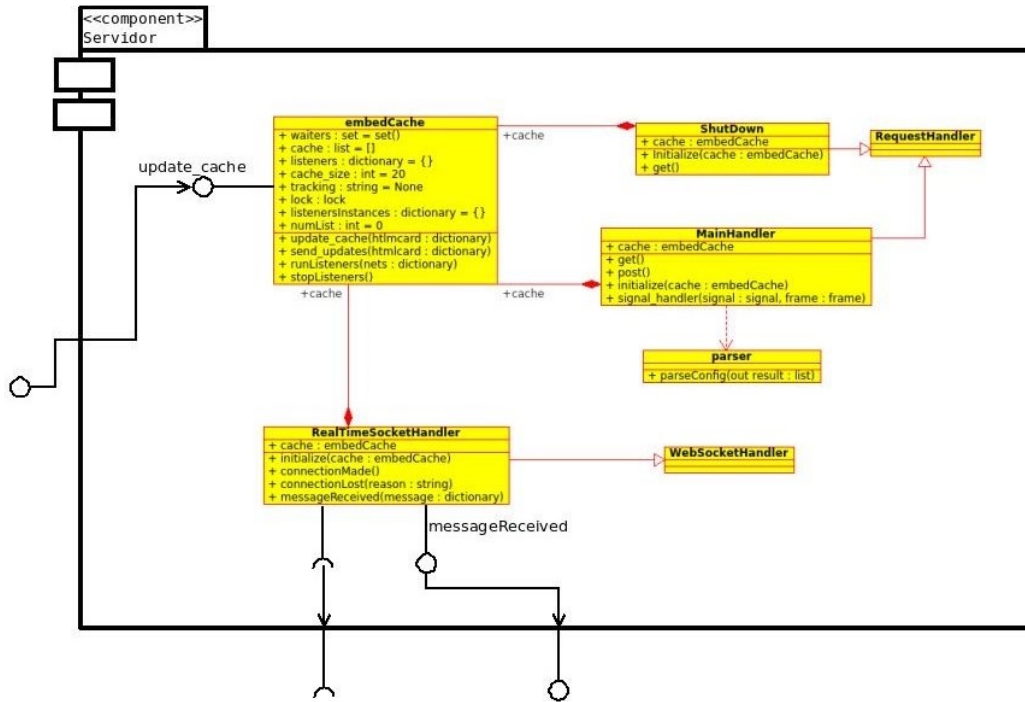 <<component>>
Servidor
update_cache
embedCache
+ waiters : set = set()
+ cache : list = []
+ listeners : dictionary = {}
+ cache_size : int = 20
+ tracking : string = None
+ lock : lock
+ listenersInstances : dictionary = {}
+ numList : int = 0
+ update_cache(htlmcard : dictionary)
+ send_updates(htmlcard : dictionary)
+ runListeners(nets : dictionary)
+ stopListeners()
+cache
+cache
+cache
ShutDown
+ cache : embedCache
+ Initialize(cache : embedCache)
+ get()
RequestHandler
MainHandler
+ cache : embedCache
+ get()
+ post()
+ initialize(cache : embedCache)
+ signal_handler(signal : signal, frame : frame)
parser
+ parseConfig(out result : list)
RealTimeSocketHandler
+ cache : embedCache
+ initialize(cache : embedCache)
+ connectionMade()
+ connectionLost(reason : string)
+ messageReceived(message : dictionary)
WebSocketHandler
messageReceived